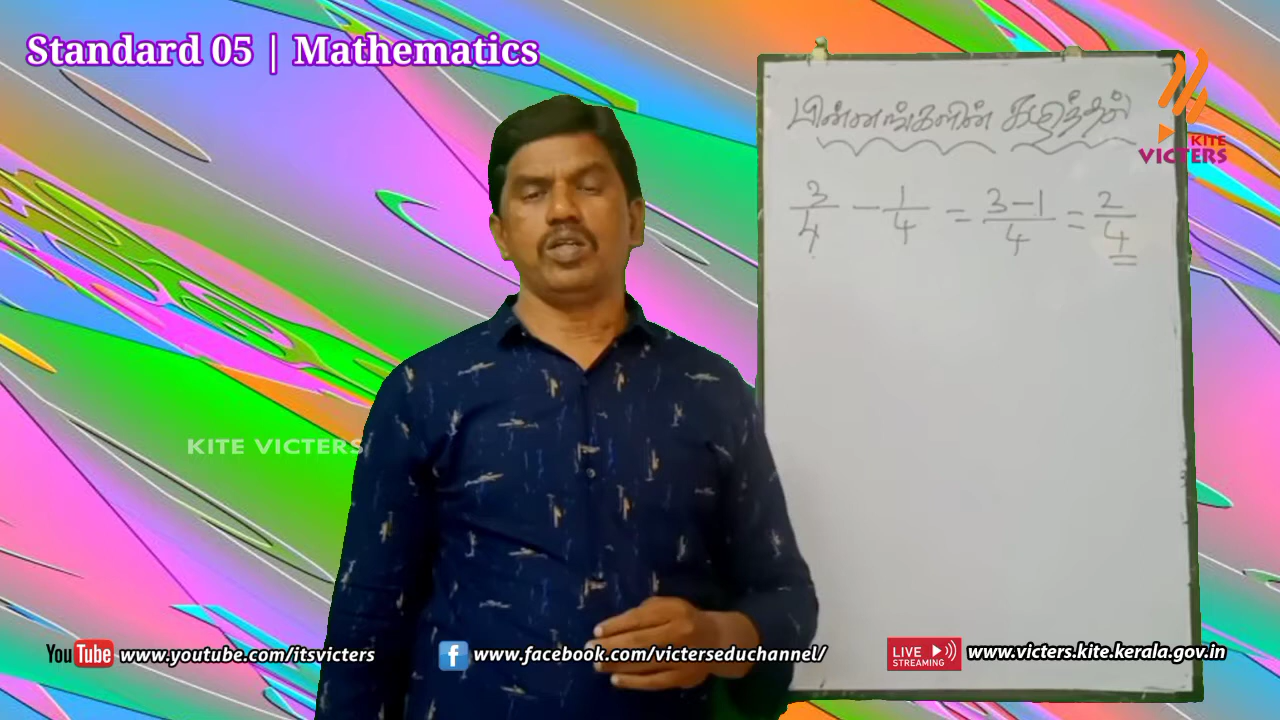 Standard 05 | Mathematics
பின்னங்களின் கழித்தல்
KITE
VICTERS
3/4 - 1/4 = 3-1/4 = 2/4
KITE VICTERS
YouTube www.youtube.com/itsvicters
f www.facebook.com/victerseduchannel/
LIVE
STREAMING
www.victers.kite.kerala.gov.in